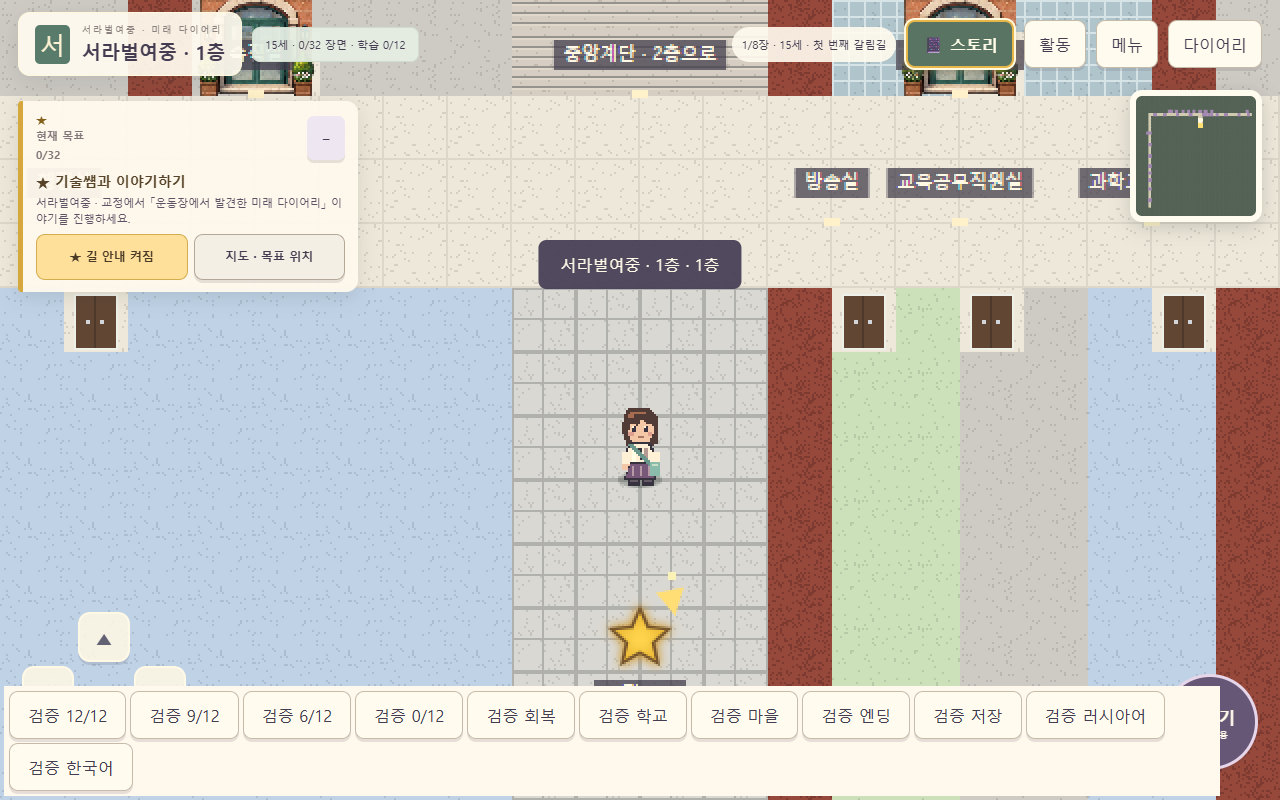 서
서라벌여중 · 미래 다이어리
서라벌여중 · 1층
15세 · 0/32 장면 · 학습 0/12
중앙계단 · 2층으로
1/8장 · 15세 · 첫 번째 갈림길
스토리
활동
메뉴
다이어리
★
현재 목표
0/32
–
★ 기술쌤과 이야기하기
서라벌여중 · 교정에서 「운동장에서 발견한 미래 다이어리」 이
야기를 진행하세요.
★ 길 안내 켜짐
지도 · 목표 위치
방송실
교육공무직원실
과학
서라벌여중 · 1층 · 1층
▲
기
용
검증 12/12
검증 9/12
검증 6/12
검증 0/12
검증 회복
검증 학교
검증 마을
검증 엔딩
검증 저장
검증 러시아어
검증 한국어